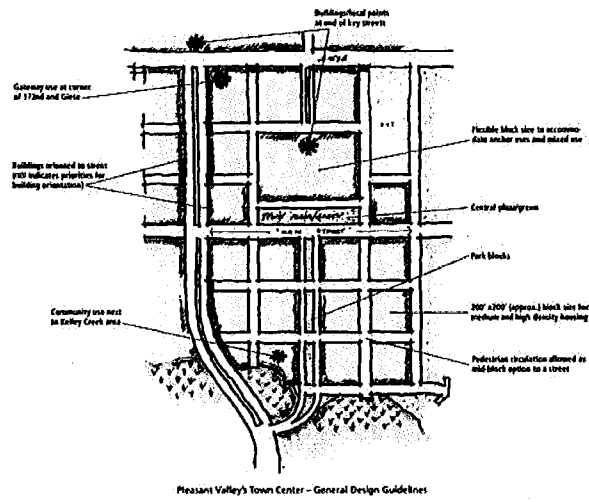 Buildings/focal points
at end of key streets
Gateway use at corner
of 172nd and Giese
Flexible block size to accommo-
date anchor uses and mixed use
Buildings oriented to street
indicates priorities for
building orientation)
Central plaza/green
Park blocks
Community use next
to Kelley Creek area
200' x200' (approx.) block size for
medium and high density housing
Pedestrian circulation allowed as
mid-block option to a street
Pleasant Valley's Town Center – General Design Guidelines